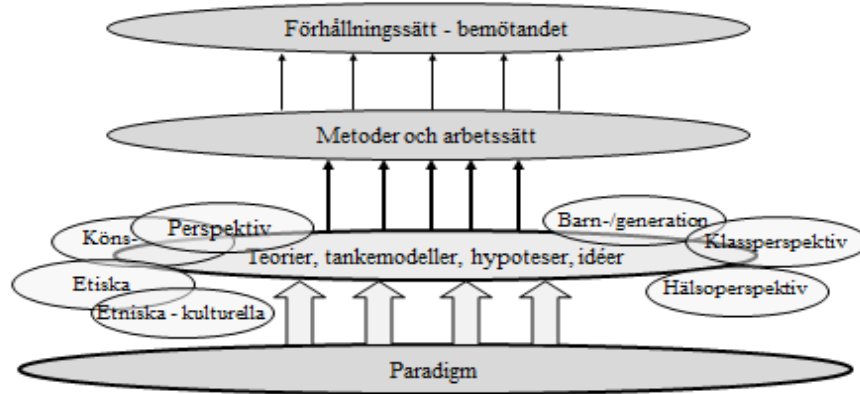 Förhållningssätt - bemötandet
Metoder och arbetssätt
Perspektiv
Barn-/generation
Köns-
Klassperspektiv
Teorier, tankemodeller, hypoteser, idéer
Etiska
Hälsoperspektiv
Etniska - kulturella
Paradigm